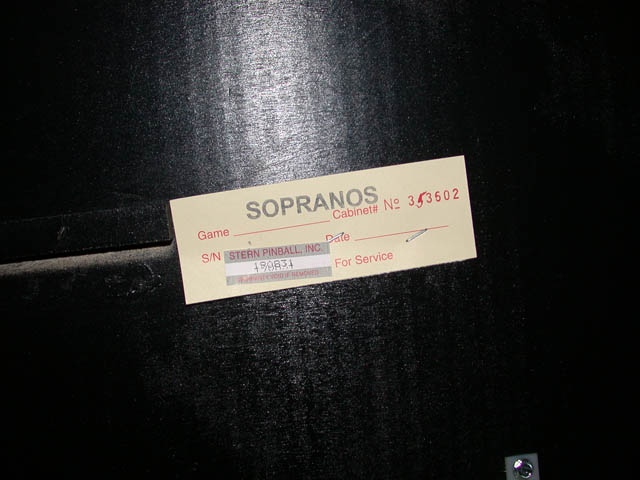 SOPRANOS
Game Cabinet# Nº 353602
S/N STERN PINBALL, INC. Date
For Service